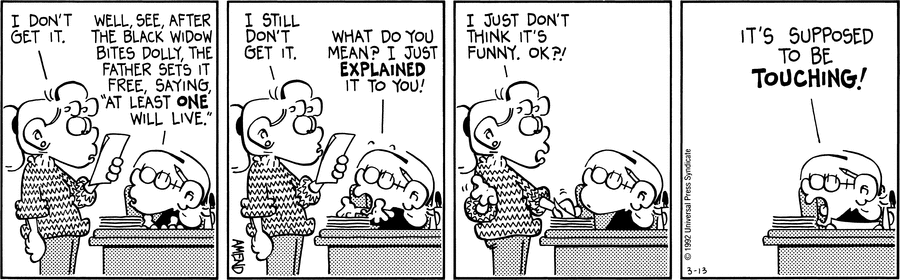 I DON'T
GET IT.
WELL, SEE, AFTER
THE BLACK WIDOW
BITES DOLLY, THE
FATHER SETS IT
FREE, SAYING,
"AT LEAST ONE
WILL LIVE."
I STILL
DON'T
GET IT.
WHAT DO YOU
MEAN? I JUST
EXPLAINED
IT TO YOU!
AMEND
I JUST DON'T
THINK IT'S
FUNNY. OK?!
IT'S SUPPOSED
TO BE
TOUCHING!
© 1992 Universal Press Syndicate
3-13